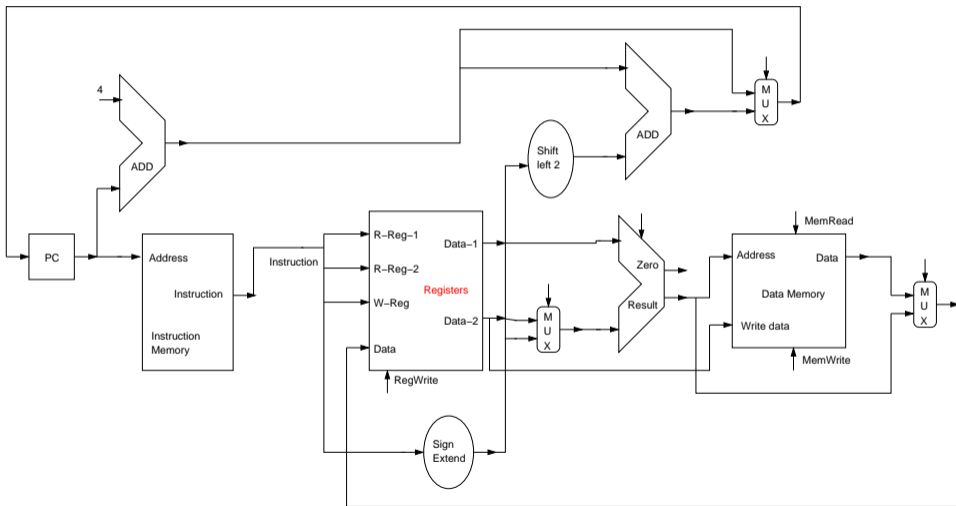 4
ADD
Shift
left 2
ADD
M
U
X
PC
Address
Instruction
Instruction
Memory
Instruction
R-Reg-1
R-Reg-2
W-Reg
Data
Data-1
Registers
Data-2
RegWrite
Sign
Extend
M
U
X
Zero
Result
MemRead
Address
Data
Data Memory
Write data
MemWrite
M
U
X